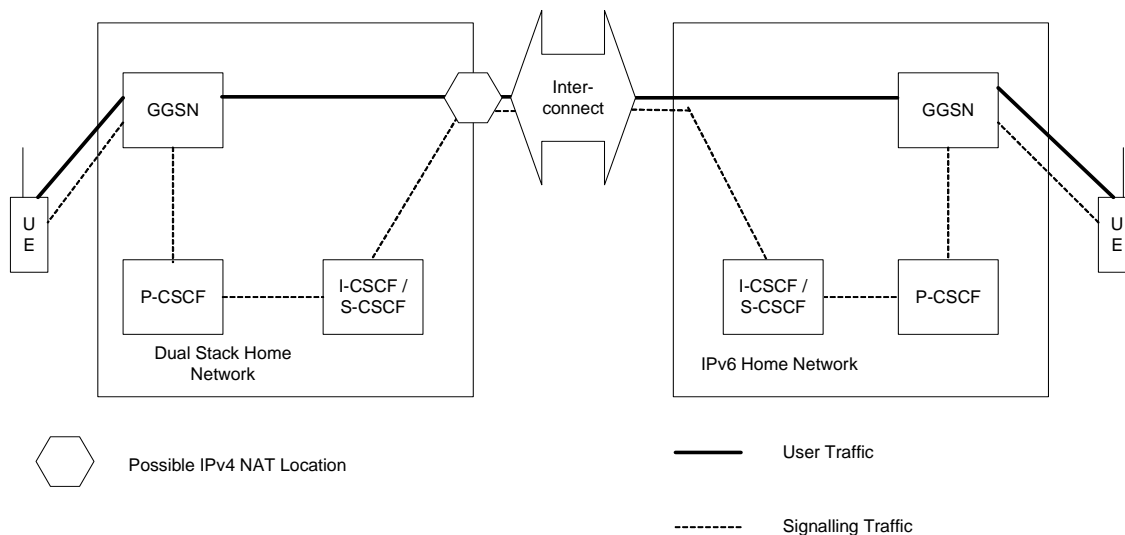 Inter-
connect
GGSN
GGSN
U
E
U
E
P-CSCF
I-CSCF /
S-CSCF
I-CSCF /
S-CSCF
P-CSCF
Dual Stack Home
Network
IPv6 Home Network
Possible IPv4 NAT Location
User Traffic
Signalling Traffic